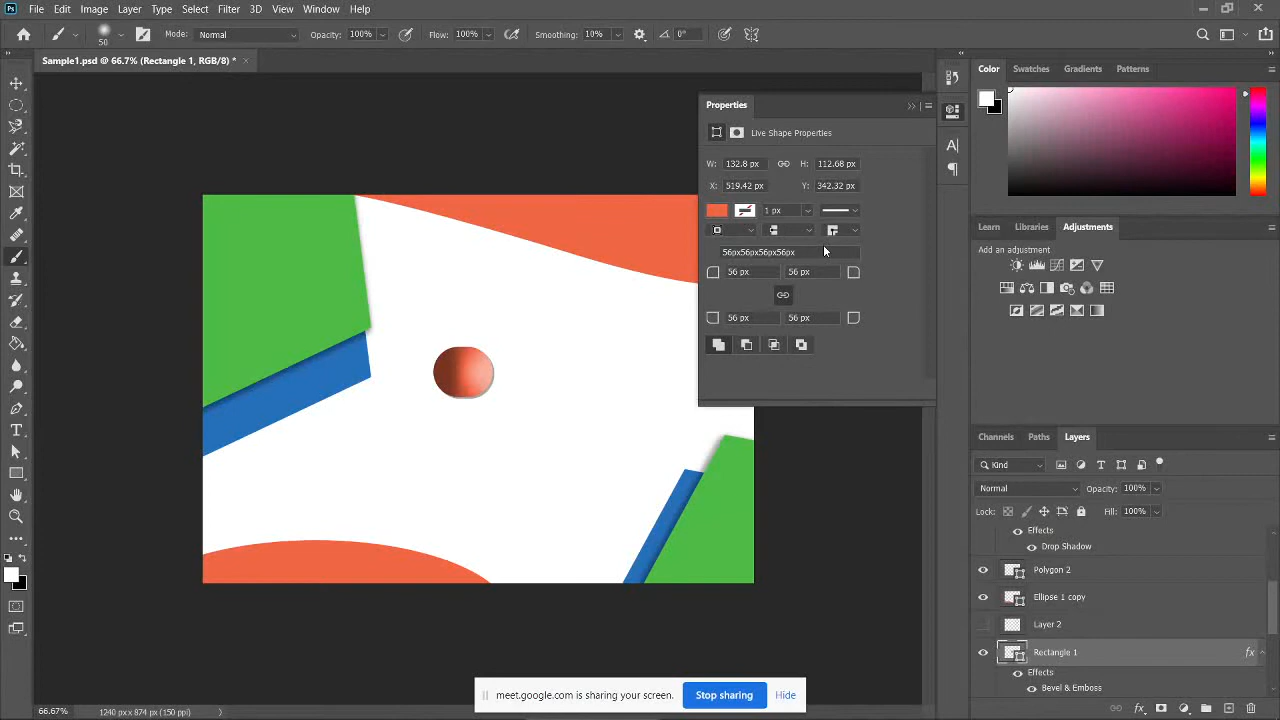 Ps File Edit Image Layer Type Select Filter 3D View Window Help
50 Mode: Normal Opacity: 100% Flow: 100% Smoothing: 10% 0°
Sample1.psd @ 66.7% (Rectangle 1, RGB/8) * ×
Color Swatches Gradients Patterns
Properties
Live Shape Properties
W: 132.8 px H: 112.68 px
X: 519.42 px Y: 342.32 px
1 px
56px56px56px56px
56 px 56 px
56 px 56 px
Learn Libraries Adjustments
Add an adjustment
Channels Paths Layers
Kind
Normal Opacity: 100%
Lock: Fill: 100%
Effects
Drop Shadow
Polygon 2
Ellipse 1 copy
Layer 2
Rectangle 1 fx
Effects
Bevel & Emboss
fx
meet.google.com is sharing your screen. Stop sharing Hide
66.67% 1240 px x 874 px (150 ppi)